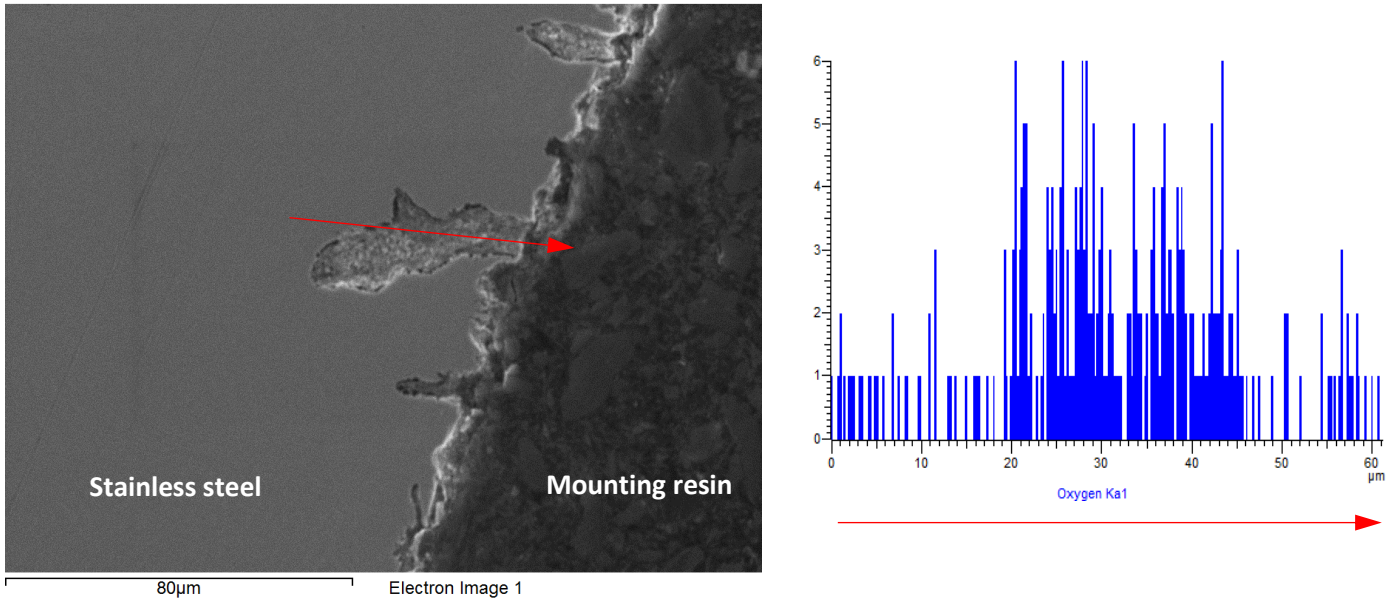 Stainless steel
Mounting resin
80µm
Electron Image 1
6
5
4
3
2
1
0
0 10 20 30 40 50 60
µm
Oxygen Ka1